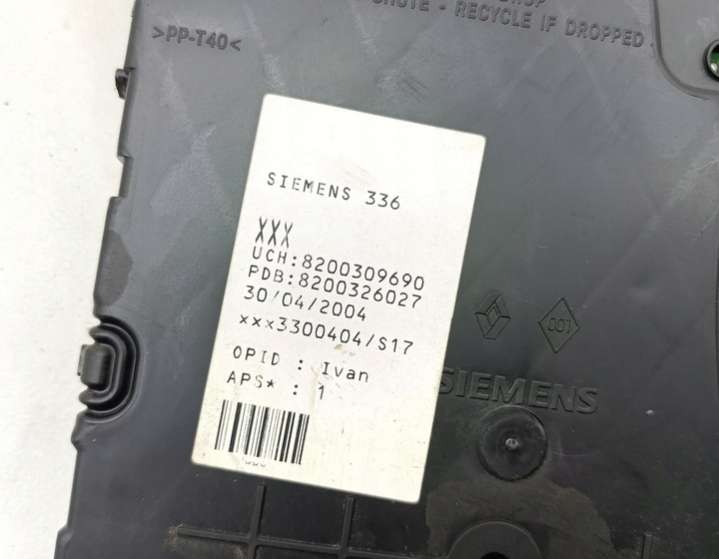 CHUTE - RECYCLE IF DROPPED
>PP-T40<
SIEMENS 336
XXX
UCH:8200309690
PDB:8200326027
30/04/2004
xxx3300404/S17
OPID : Ivan
APS* : 1
001
SIEMENS